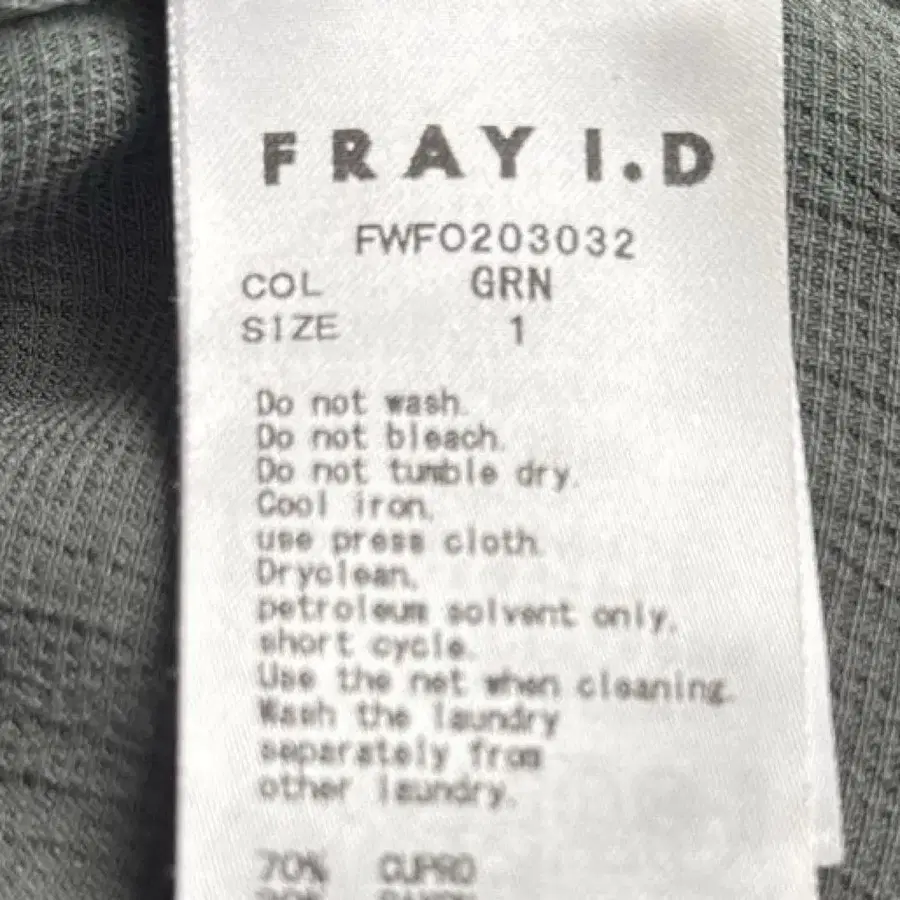 FRAY I.D
FWFO203032
COL GRN
SIZE 1
Do not wash.
Do not bleach.
Do not tumble dry.
Cool iron.
use press cloth.
Dryclean.
petroleum solvent only.
short cycle.
Use the net when cleaning.
Wash the laundry
separately from
other laundry.
70% CUPRO